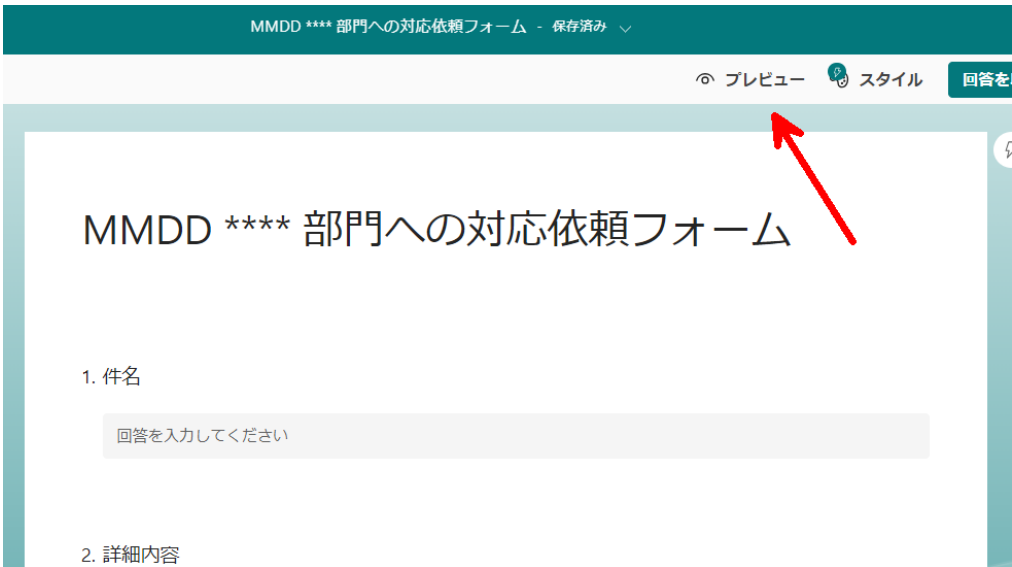 MMDD **** 部門への対応依頼フォーム - 保存済み
プレビュー スタイル 回答を
MMDD **** 部門への対応依頼フォーム
1. 件名
回答を入力してください
2. 詳細内容